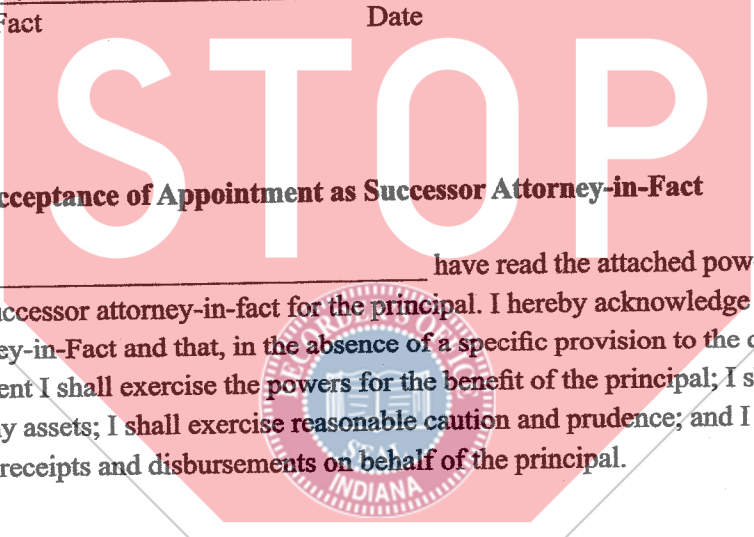 Fact Date
STOP
cceptance of Appointment as Successor Attorney-in-Fact
have read the attached pow
ccessor attorney-in-fact for the principal. I hereby acknowledge
ey-in-Fact and that, in the absence of a specific provision to the
ent I shall exercise the powers for the benefit of the principal; I s
y assets; I shall exercise reasonable caution and prudence; and I
receipts and disbursements on behalf of the principal.
RECORDER'S OFFICE
SEAL
INDIANA